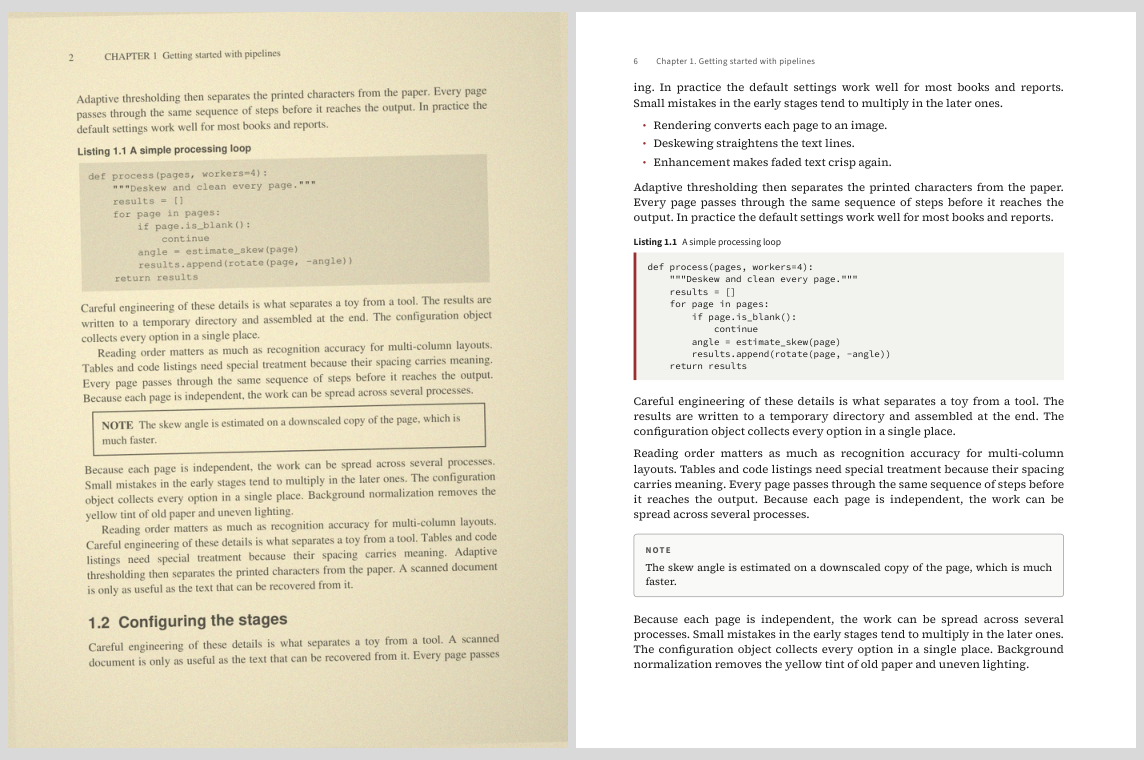 2 CHAPTER 1 Getting started with pipelines
Adaptive thresholding then separates the printed characters from the paper. Every page
passes through the same sequence of steps before it reaches the output. In practice the
default settings work well for most books and reports.
Listing 1.1 A simple processing loop
def process(pages, workers=4):
    """Deskew and clean every page."""
    results = []
    for page in pages:
        if page.is_blank():
            continue
        angle = estimate_skew(page)
        results.append(rotate(page, -angle))
    return results
Careful engineering of these details is what separates a toy from a tool. The results are
written to a temporary directory and assembled at the end. The configuration object
collects every option in a single place.
Reading order matters as much as recognition accuracy for multi-column layouts.
Tables and code listings need special treatment because their spacing carries meaning.
Every page passes through the same sequence of steps before it reaches the output.
Because each page is independent, the work can be spread across several processes.
NOTE The skew angle is estimated on a downscaled copy of the page, which is
much faster.
Because each page is independent, the work can be spread across several processes.
Small mistakes in the early stages tend to multiply in the later ones. The configuration
object collects every option in a single place. Background normalization removes the
yellow tint of old paper and uneven lighting.
Reading order matters as much as recognition accuracy for multi-column layouts.
Careful engineering of these details is what separates a toy from a tool. Tables and code
listings need special treatment because their spacing carries meaning. Adaptive
thresholding then separates the printed characters from the paper. A scanned document
is only as useful as the text that can be recovered from it.
1.2 Configuring the stages
Careful engineering of these details is what separates a toy from a tool. A scanned
document is only as useful as the text that can be recovered from it. Every page passes
6 Chapter 1. Getting started with pipelines
ing. In practice the default settings work well for most books and reports.
Small mistakes in the early stages tend to multiply in the later ones.
• Rendering converts each page to an image.
• Deskewing straightens the text lines.
• Enhancement makes faded text crisp again.
Adaptive thresholding then separates the printed characters from the paper.
Every page passes through the same sequence of steps before it reaches the
output. In practice the default settings work well for most books and reports.
Listing 1.1 A simple processing loop
def process(pages, workers=4):
    """Deskew and clean every page."""
    results = []
    for page in pages:
        if page.is_blank():
            continue
        angle = estimate_skew(page)
        results.append(rotate(page, -angle))
    return results
Careful engineering of these details is what separates a toy from a tool. The
results are written to a temporary directory and assembled at the end. The
configuration object collects every option in a single place.
Reading order matters as much as recognition accuracy for multi-column
layouts. Tables and code listings need special treatment because their spacing
carries meaning. Every page passes through the same sequence of steps before
it reaches the output. Because each page is independent, the work can be
spread across several processes.
NOTE
The skew angle is estimated on a downscaled copy of the page, which is much
faster.
Because each page is independent, the work can be spread across several
processes. Small mistakes in the early stages tend to multiply in the later ones.
The configuration object collects every option in a single place. Background
normalization removes the yellow tint of old paper and uneven lighting.